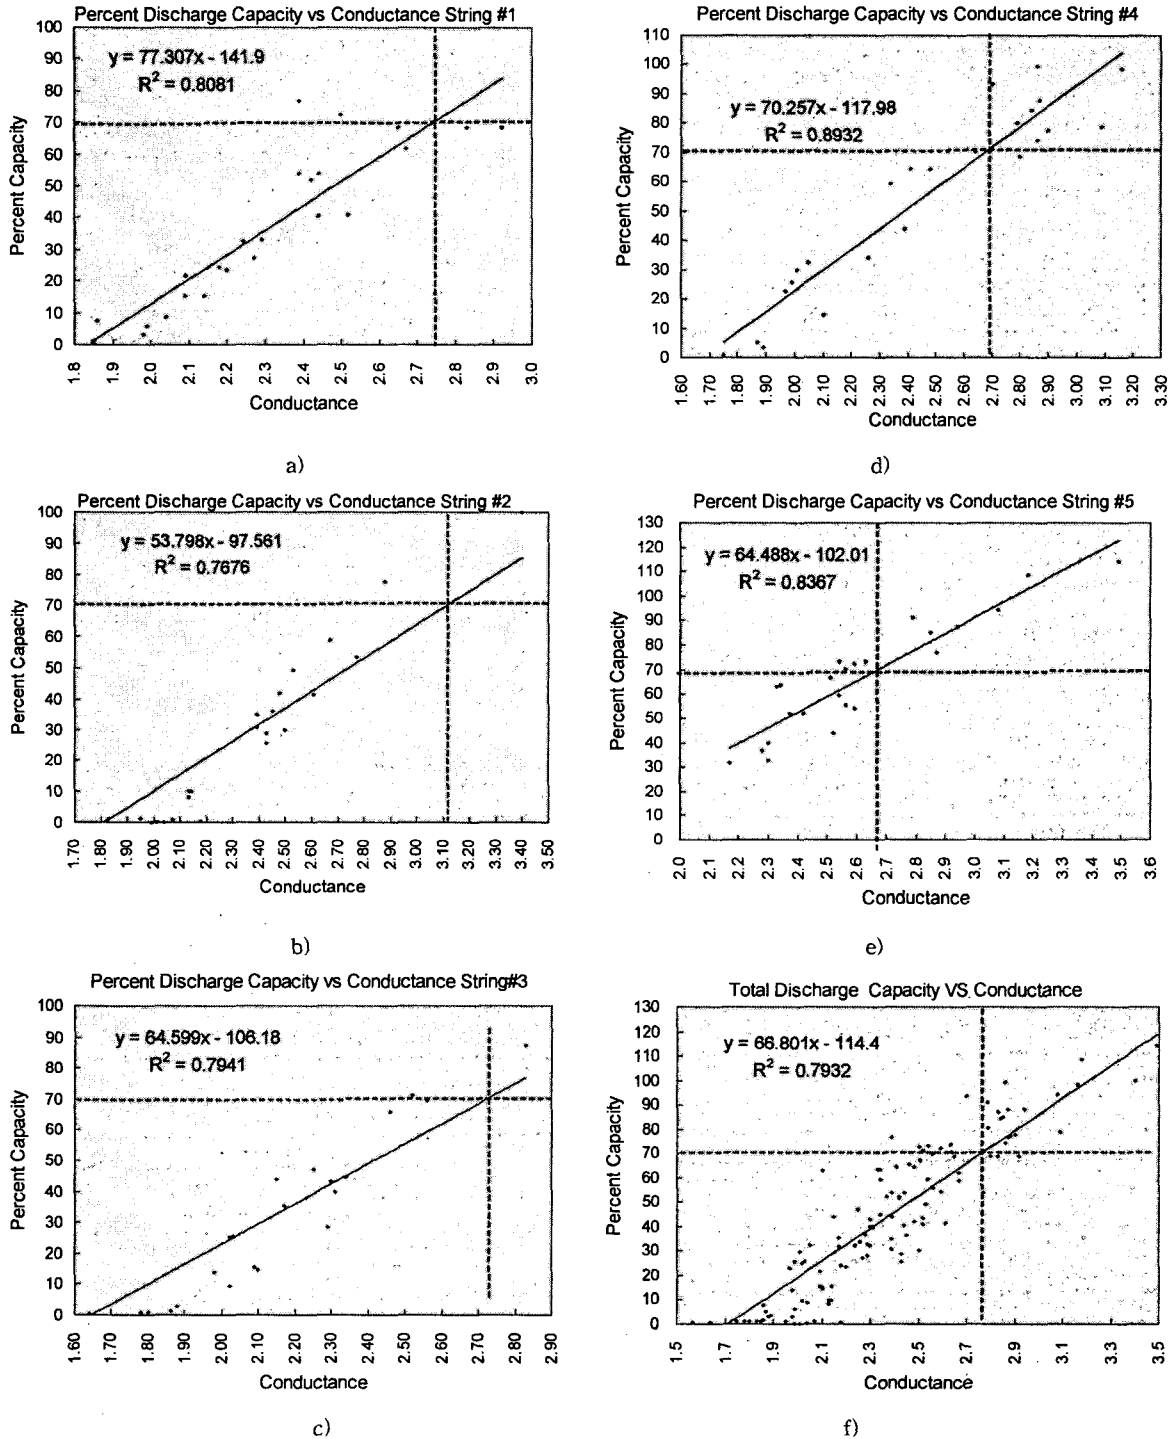 Percent Discharge Capacity vs Conductance String #1
y = 77.307x - 141.9
R² = 0.8081
Percent Capacity
100
90
80
70
60
50
40
30
20
10
0
1.8 1.9 2.0 2.1 2.2 2.3 2.4 2.5 2.6 2.7 2.8 2.9 3.0
Conductance
a)
Percent Discharge Capacity vs Conductance String #4
y = 70.257x - 117.98
R² = 0.8932
Percent Capacity
110
100
90
80
70
60
50
40
30
20
10
0
1.60 1.70 1.80 1.90 2.00 2.10 2.20 2.30 2.40 2.50 2.60 2.70 2.80 2.90 3.00 3.10 3.20 3.30
Conductance
d)
Percent Discharge Capacity vs Conductance String #2
y = 53.798x - 97.561
R² = 0.7676
Percent Capacity
100
90
80
70
60
50
40
30
20
10
0
1.70 1.80 1.90 2.00 2.10 2.20 2.30 2.40 2.50 2.60 2.70 2.80 2.90 3.00 3.10 3.20 3.30 3.40 3.50
Conductance
b)
Percent Discharge Capacity vs Conductance String #5
y = 64.488x - 102.01
R² = 0.8367
Percent Capacity
130
120
110
100
90
80
70
60
50
40
30
20
10
0
2.0 2.1 2.2 2.3 2.4 2.5 2.6 2.7 2.8 2.9 3.0 3.1 3.2 3.3 3.4 3.5 3.6
Conductance
e)
Percent Discharge Capacity vs Conductance String#3
y = 64.599x - 106.18
R² = 0.7941
Percent Capacity
100
90
80
70
60
50
40
30
20
10
0
1.60 1.70 1.80 1.90 2.00 2.10 2.20 2.30 2.40 2.50 2.60 2.70 2.80 2.90
Conductance
c)
Total Discharge Capacity VS Conductance
y = 66.801x - 114.4
R² = 0.7932
Percent Capacity
130
120
110
100
90
80
70
60
50
40
30
20
10
0
1.5 1.7 1.9 2.1 2.3 2.5 2.7 2.9 3.1 3.3 3.5
Conductance
f)